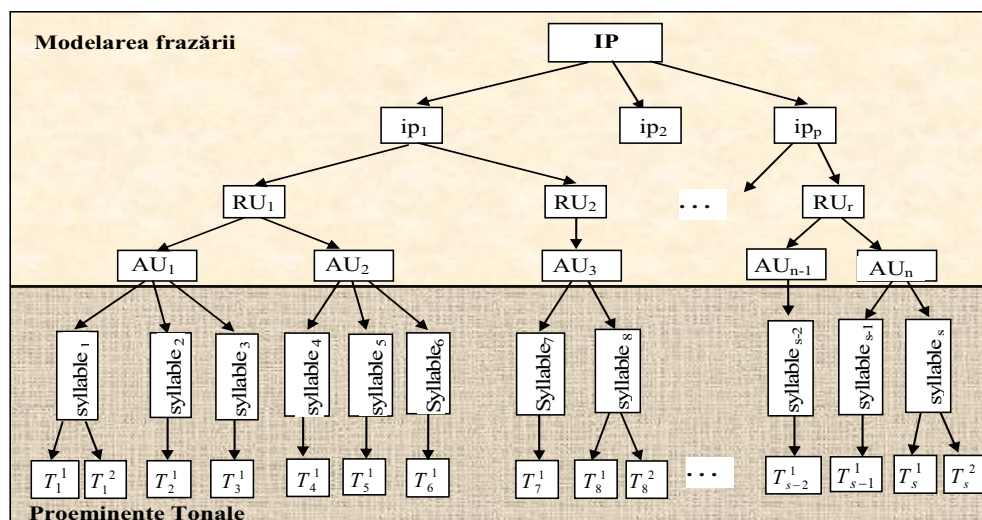 Modelarea frazării
IP
ip₁ ip₂ ipₚ
RU₁ RU₂ ... RUᵣ
AU₁ AU₂ AU₃ AUₙ₋₁ AUₙ
syllable₁ syllable₂ syllable₃ syllable₄ syllable₅ Syllable₆ Syllable₇ syllable₈ syllableₛ₋₂ syllableₛ₋₁ syllableₛ
T₁¹ T₁² T₂¹ T₃¹ T₄¹ T₅¹ T₆¹ T₇¹ T₈¹ T₈² ... Tₛ₋₂¹ Tₛ₋₁¹ Tₛ¹ Tₛ²
Proeminente Tonale